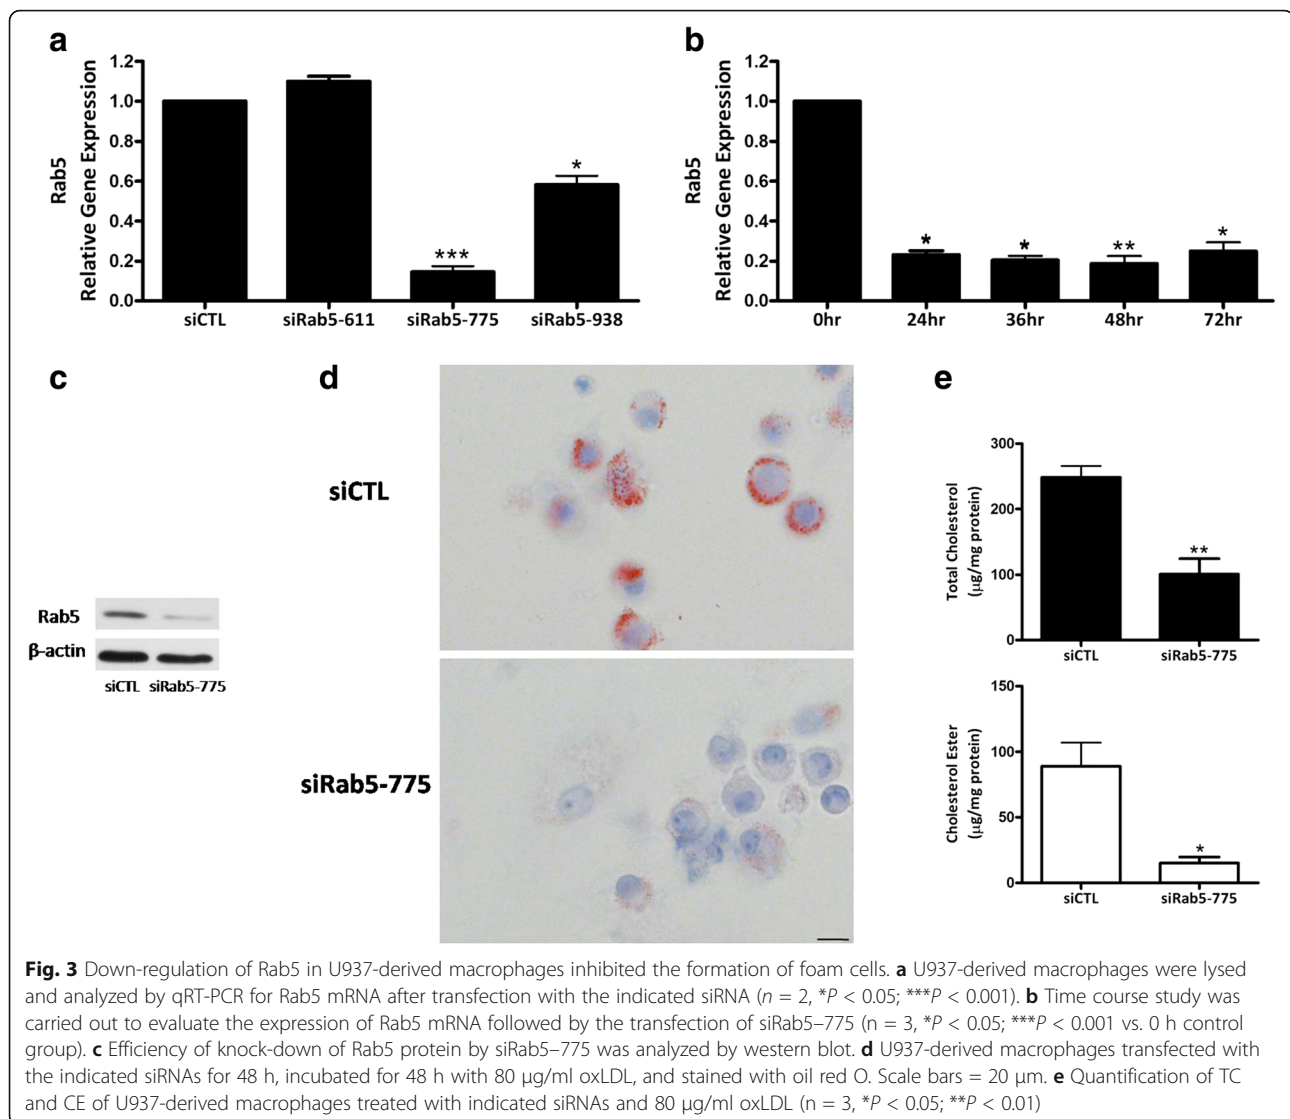 a
1.2
1.0
0.8
0.6
0.4
0.2
0.0
Rab5
Relative Gene Expression
*
***
siCTL
siRab5-611
siRab5-775
siRab5-938
b
1.2
1.0
0.8
0.6
0.4
0.2
0.0
Rab5
Relative Gene Expression
*
*
**
*
0hr
24hr
36hr
48hr
72hr
c
Rab5
β-actin
siCTL siRab5-775
d
siCTL
siRab5-775
e
300
200
100
0
Total Cholesterol
(µg/mg protein)
**
siCTL
siRab5-775
150
100
50
0
Cholesterol Ester
(µg/mg protein)
*
siCTL
siRab5-775
Fig. 3 Down-regulation of Rab5 in U937-derived macrophages inhibited the formation of foam cells. a U937-derived macrophages were lysed
and analyzed by qRT-PCR for Rab5 mRNA after transfection with the indicated siRNA (n = 2, *P < 0.05; ***P < 0.001). b Time course study was
carried out to evaluate the expression of Rab5 mRNA followed by the transfection of siRab5–775 (n = 3, *P < 0.05; ***P < 0.001 vs. 0 h control
group). c Efficiency of knock-down of Rab5 protein by siRab5–775 was analyzed by western blot. d U937-derived macrophages transfected with
the indicated siRNAs for 48 h, incubated for 48 h with 80 µg/ml oxLDL, and stained with oil red O. Scale bars = 20 µm. e Quantification of TC
and CE of U937-derived macrophages treated with indicated siRNAs and 80 µg/ml oxLDL (n = 3, *P < 0.05; **P < 0.01)